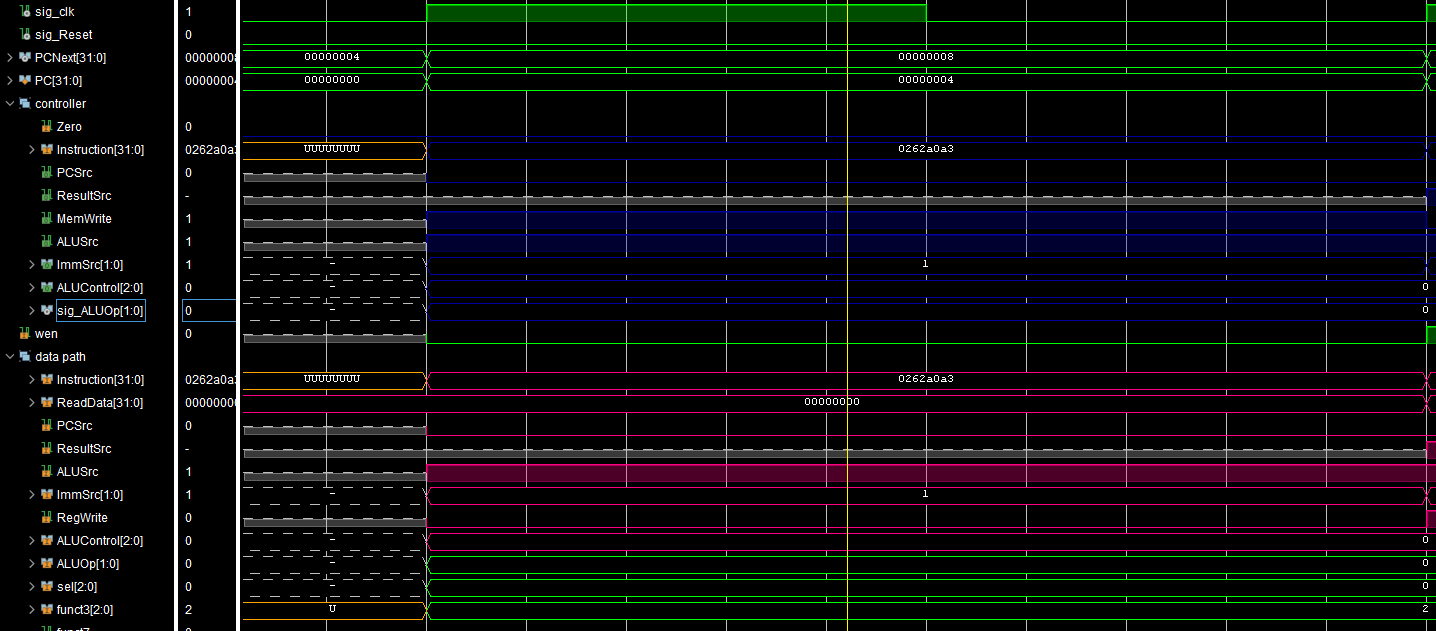 sig_clk 1
sig_Reset 0
PCNext[31:0] 00000008 00000004 00000008
PC[31:0] 00000004 00000000 00000004
controller
Zero 0
Instruction[31:0] 0262a0a3 UUUUUUUU 0262a0a3
PCSrc 0
ResultSrc -
MemWrite 1
ALUSrc 1
ImmSrc[1:0] 1 - 1
ALUControl[2:0] 0 - 0
sig_ALUOp[1:0] 0 - 0
wen 0
data path
Instruction[31:0] 0262a0a3 UUUUUUUU 0262a0a3
ReadData[31:0] 00000000 00000000
PCSrc 0
ResultSrc -
ALUSrc 1
ImmSrc[1:0] 1 - 1
RegWrite 0
ALUControl[2:0] 0 - 0
ALUOp[1:0] 0 - 0
sel[2:0] 0 - 0
funct3[2:0] 2 U 2